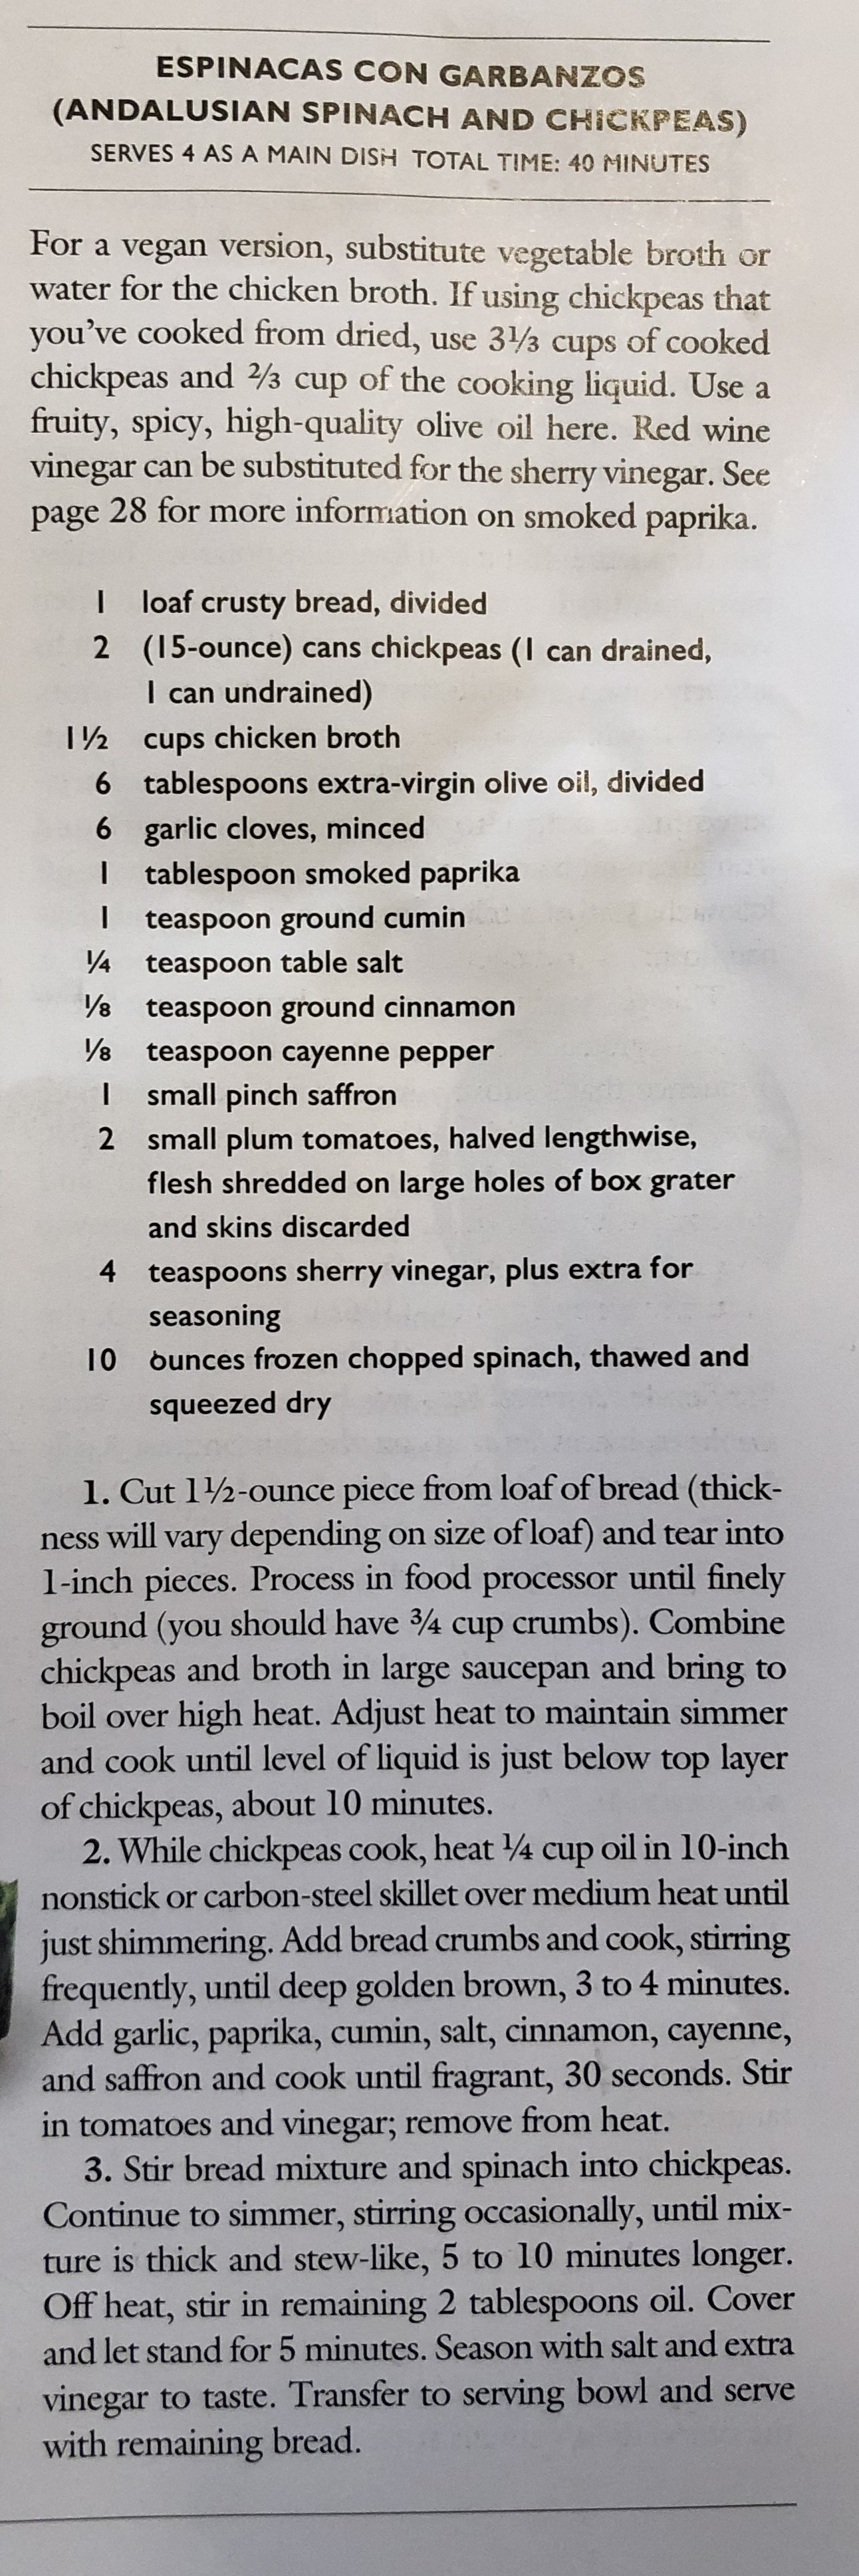 ESPINACAS CON GARBANZOS
(ANDALUSIAN SPINACH AND CHICKPEAS)
SERVES 4 AS A MAIN DISH TOTAL TIME: 40 MINUTES
For a vegan version, substitute vegetable broth or
water for the chicken broth. If using chickpeas that
you've cooked from dried, use 3⅓ cups of cooked
chickpeas and ⅔ cup of the cooking liquid. Use a
fruity, spicy, high-quality olive oil here. Red wine
vinegar can be substituted for the sherry vinegar. See
page 28 for more information on smoked paprika.
1 loaf crusty bread, divided
2 (15-ounce) cans chickpeas (1 can drained,
1 can undrained)
1½ cups chicken broth
6 tablespoons extra-virgin olive oil, divided
6 garlic cloves, minced
1 tablespoon smoked paprika
1 teaspoon ground cumin
¼ teaspoon table salt
⅛ teaspoon ground cinnamon
⅛ teaspoon cayenne pepper
1 small pinch saffron
2 small plum tomatoes, halved lengthwise,
flesh shredded on large holes of box grater
and skins discarded
4 teaspoons sherry vinegar, plus extra for
seasoning
10 ounces frozen chopped spinach, thawed and
squeezed dry
1. Cut 1½-ounce piece from loaf of bread (thick-
ness will vary depending on size of loaf) and tear into
1-inch pieces. Process in food processor until finely
ground (you should have ¾ cup crumbs). Combine
chickpeas and broth in large saucepan and bring to
boil over high heat. Adjust heat to maintain simmer
and cook until level of liquid is just below top layer
of chickpeas, about 10 minutes.
2. While chickpeas cook, heat ¼ cup oil in 10-inch
nonstick or carbon-steel skillet over medium heat until
just shimmering. Add bread crumbs and cook, stirring
frequently, until deep golden brown, 3 to 4 minutes.
Add garlic, paprika, cumin, salt, cinnamon, cayenne,
and saffron and cook until fragrant, 30 seconds. Stir
in tomatoes and vinegar; remove from heat.
3. Stir bread mixture and spinach into chickpeas.
Continue to simmer, stirring occasionally, until mix-
ture is thick and stew-like, 5 to 10 minutes longer.
Off heat, stir in remaining 2 tablespoons oil. Cover
and let stand for 5 minutes. Season with salt and extra
vinegar to taste. Transfer to serving bowl and serve
with remaining bread.